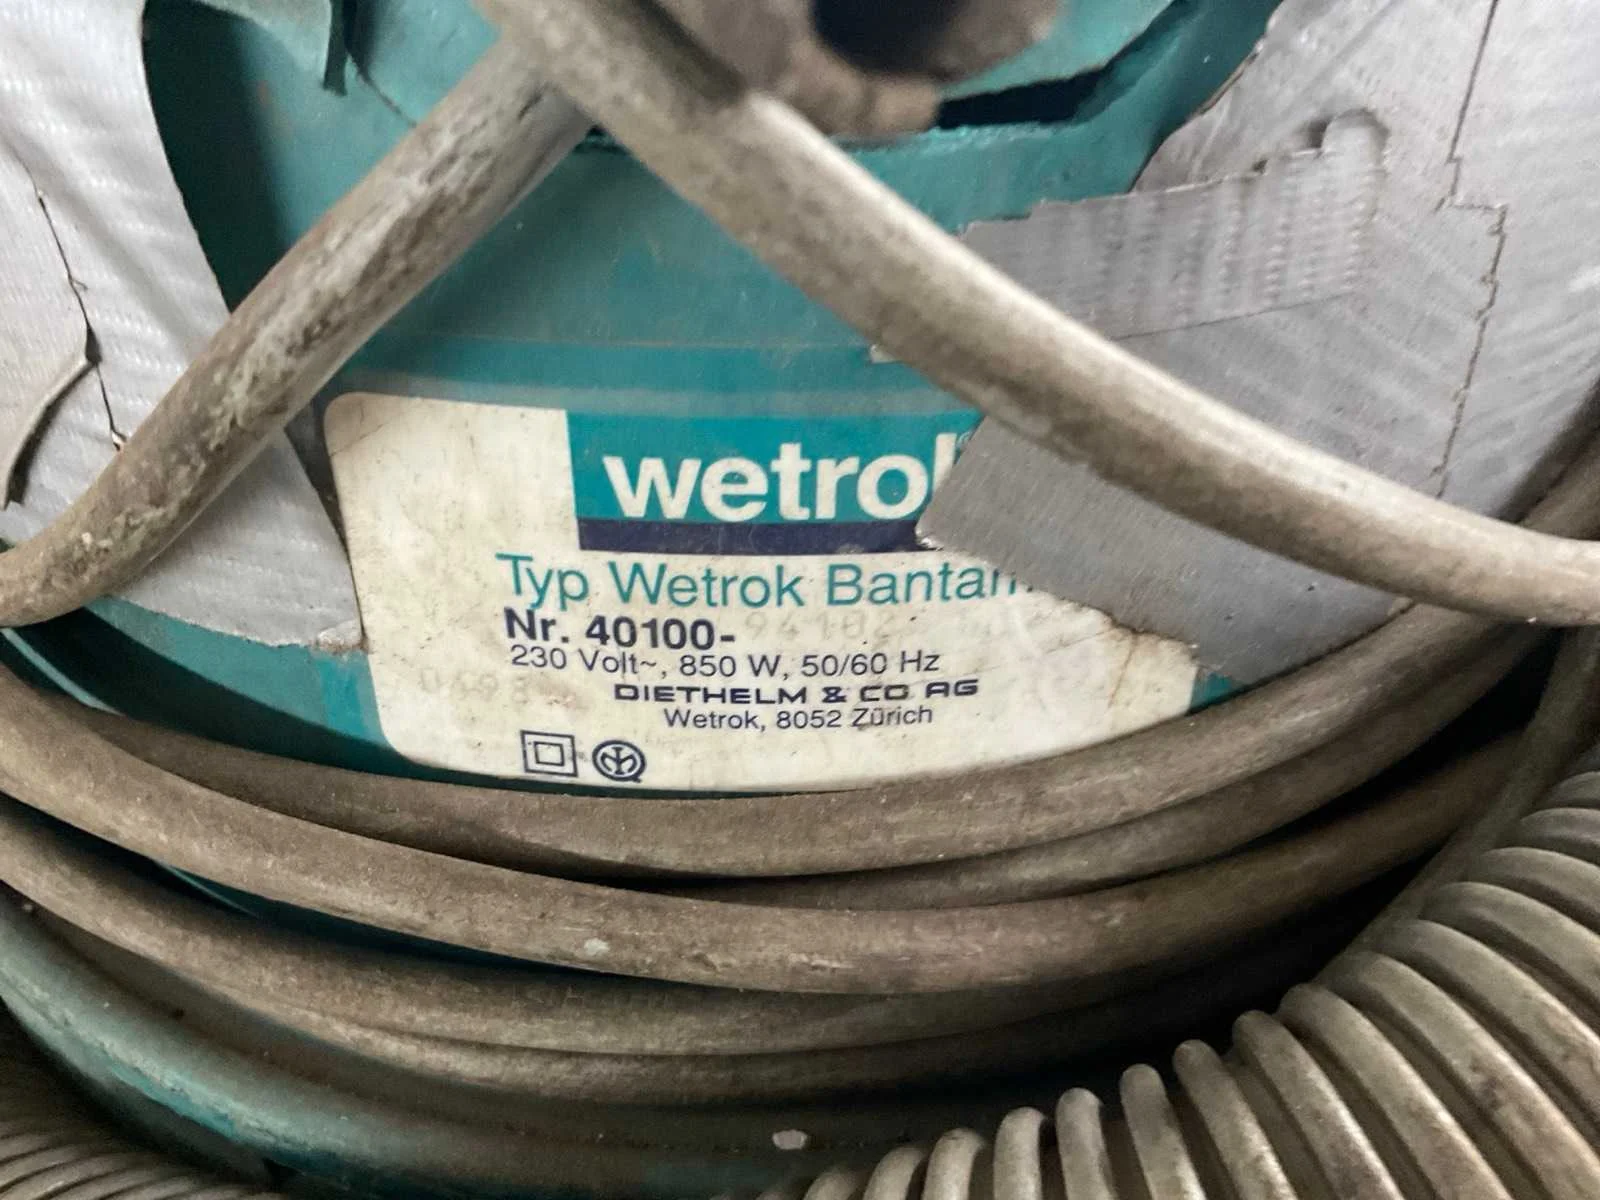 wetrok
Typ Wetrok Bantam
Nr. 40100-
230 Volt~, 850 W, 50/60 Hz
DIETHELM & CO AG
Wetrok, 8052 Zürich